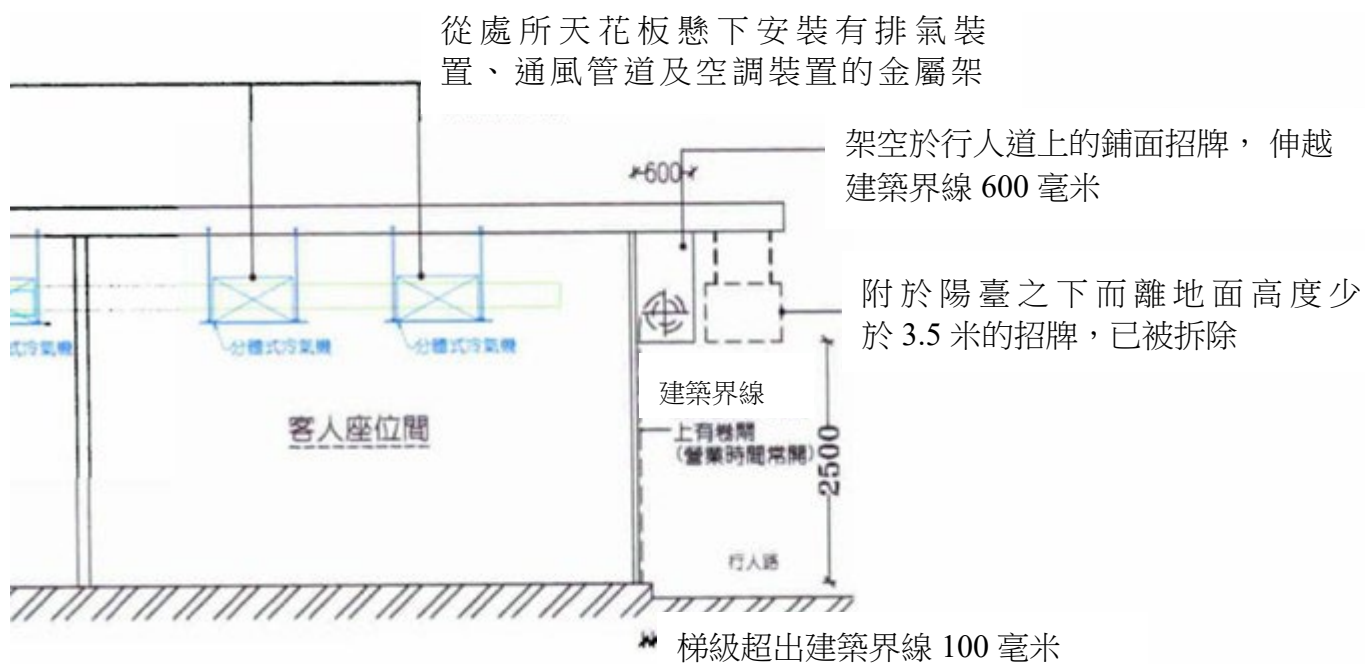 從處所天花板懸下安裝有排氣裝
置、通風管道及空調裝置的金屬架
架空於行人道上的鋪面招牌， 伸越
建築界線 600 毫米
600
附於陽臺之下而離地面高度少
於 3.5 米的招牌，已被拆除
式冷氣機
分體式冷氣機
分體式冷氣機
建築界線
客人座位間
上有卷閘
(營業時間常開)
2500
行人路
梯級超出建築界線 100 毫米